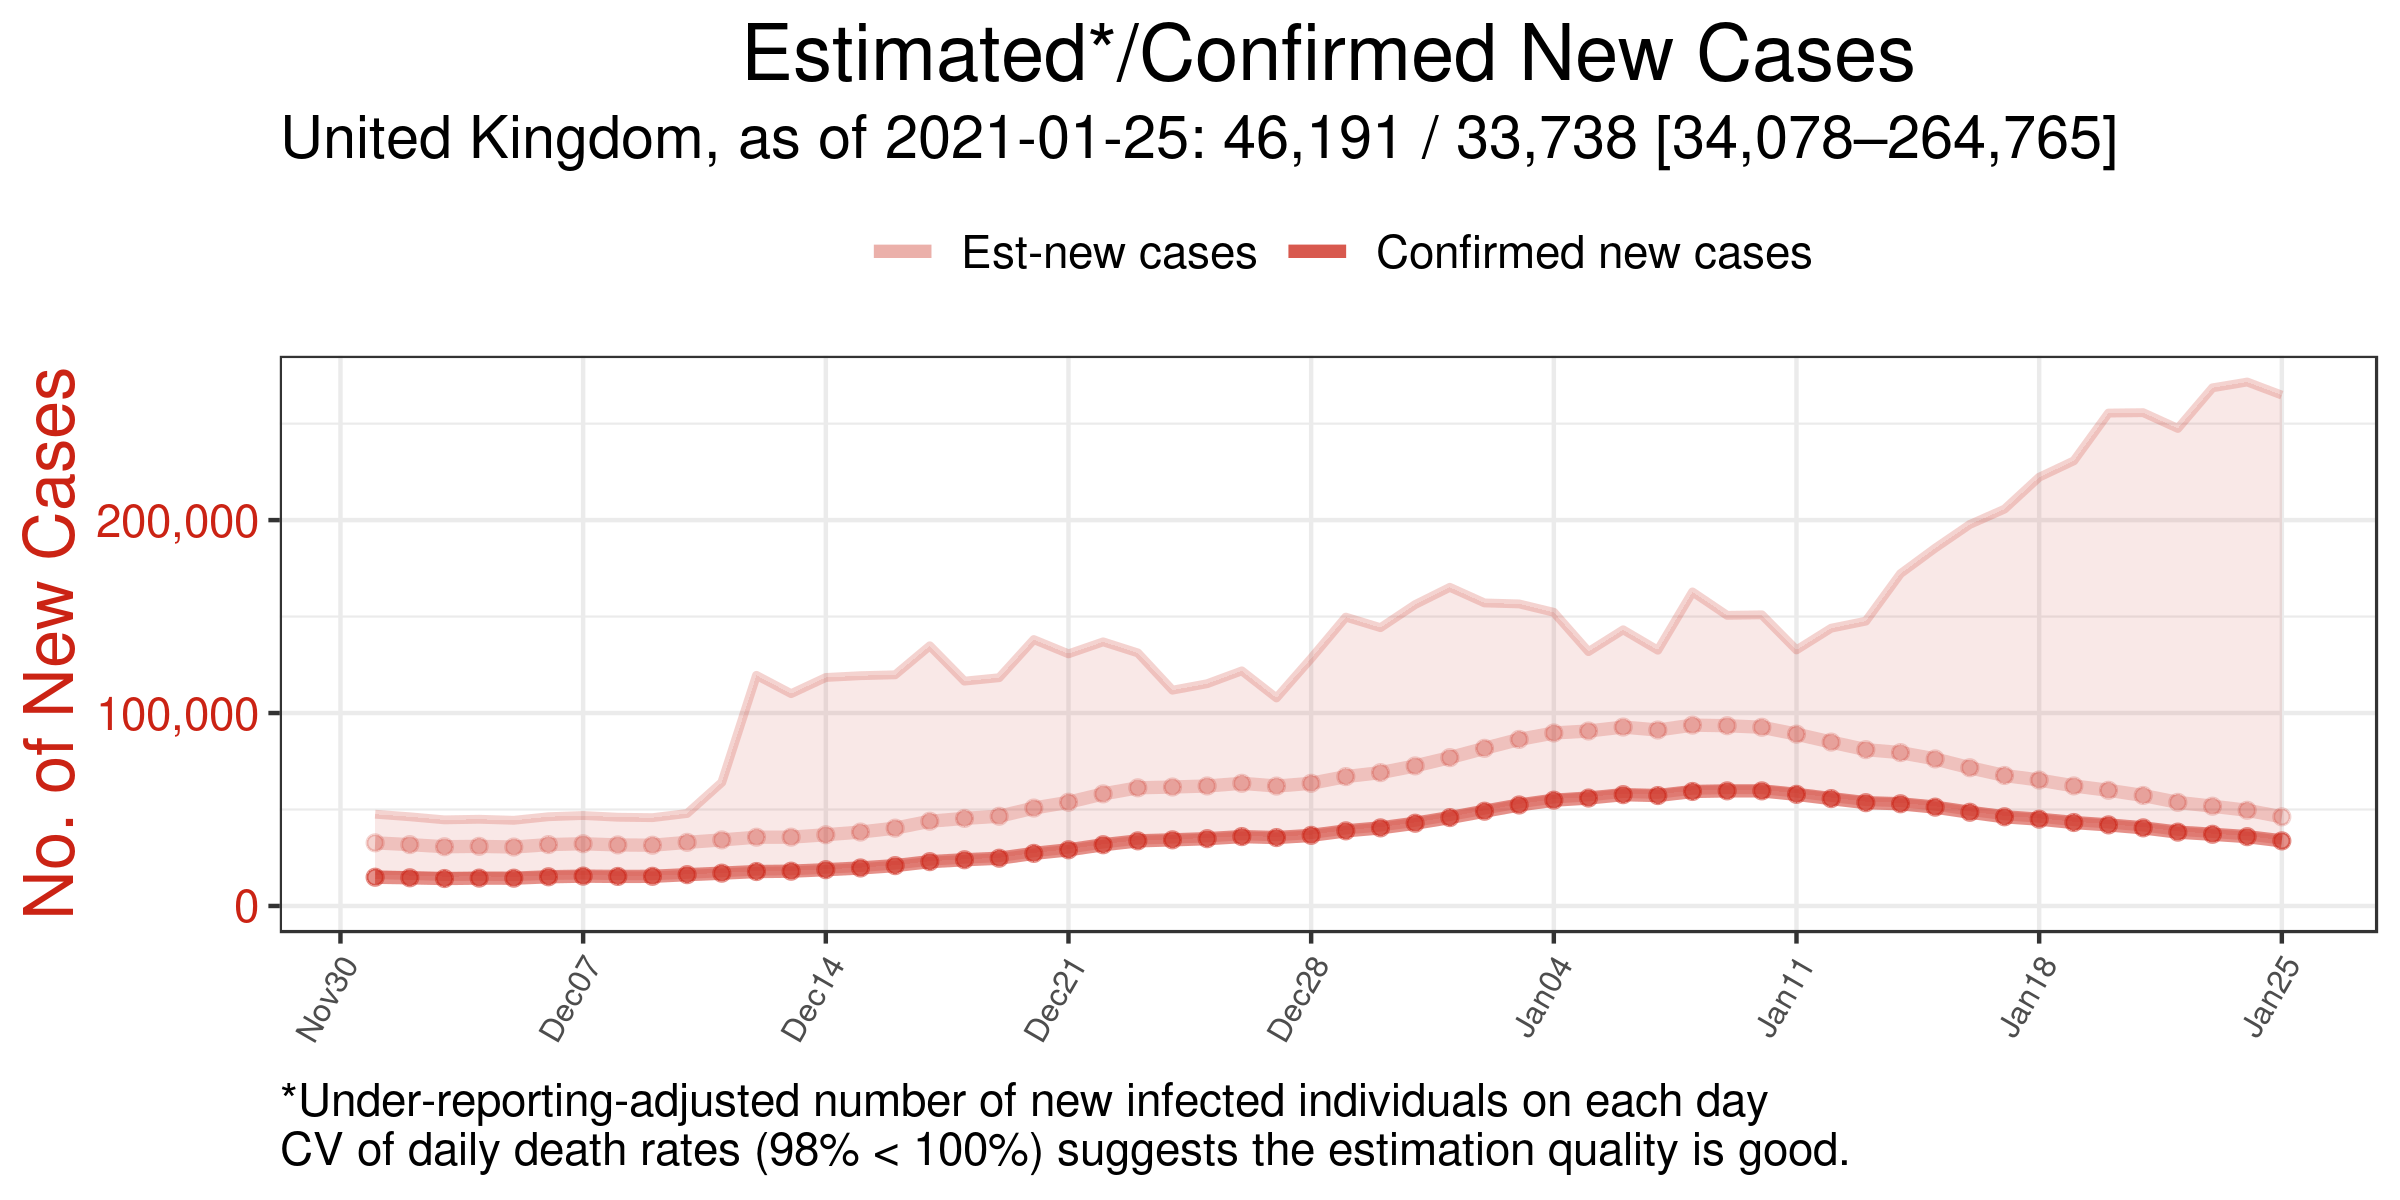 Estimated*/Confirmed New Cases
United Kingdom, as of 2021-01-25: 46,191 / 33,738 [34,078–264,765]
Est-new cases
Confirmed new cases
No. of New Cases
200,000
100,000
0
Nov30
Dec07
Dec14
Dec21
Dec28
Jan04
Jan11
Jan18
Jan25
*Under-reporting-adjusted number of new infected individuals on each day
CV of daily death rates (98% < 100%) suggests the estimation quality is good.